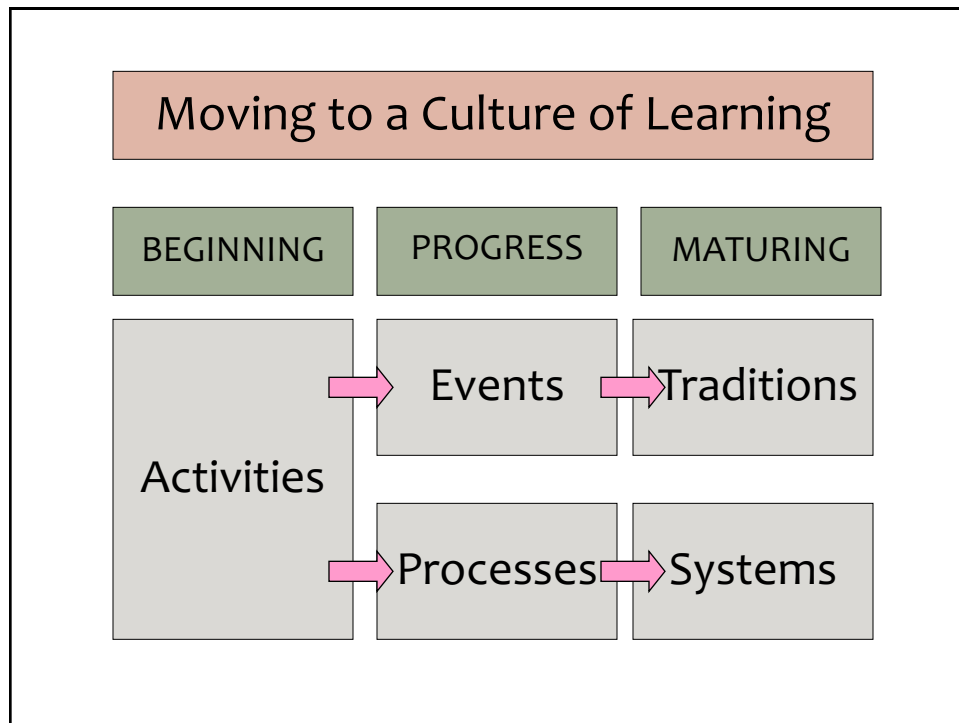 Moving to a Culture of Learning
BEGINNING
PROGRESS
MATURING
Activities
Events
Traditions
Processes
Systems